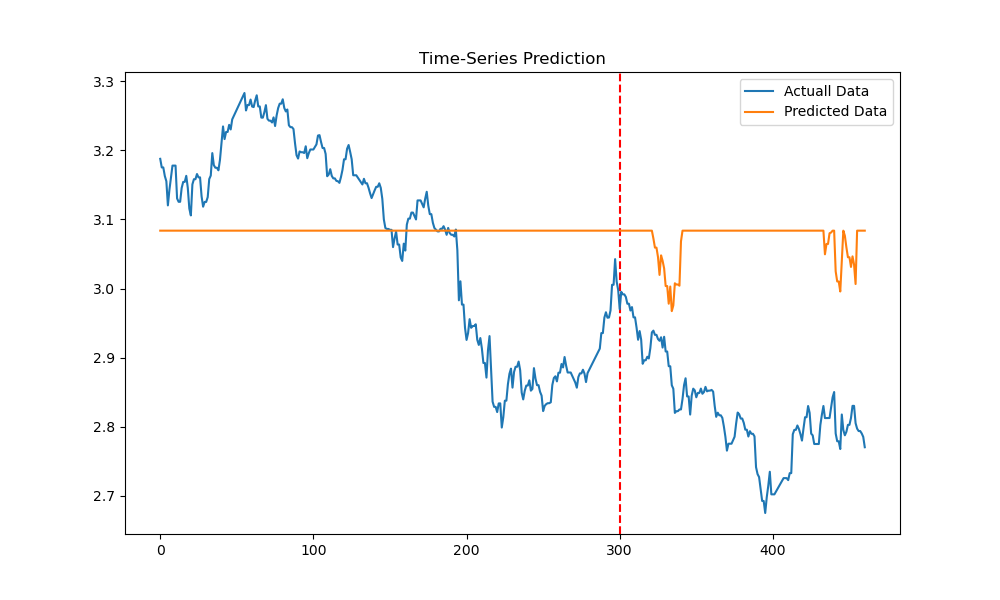 Time-Series Prediction
Actuall Data
Predicted Data
3.3
3.2
3.1
3.0
2.9
2.8
2.7
0 100 200 300 400